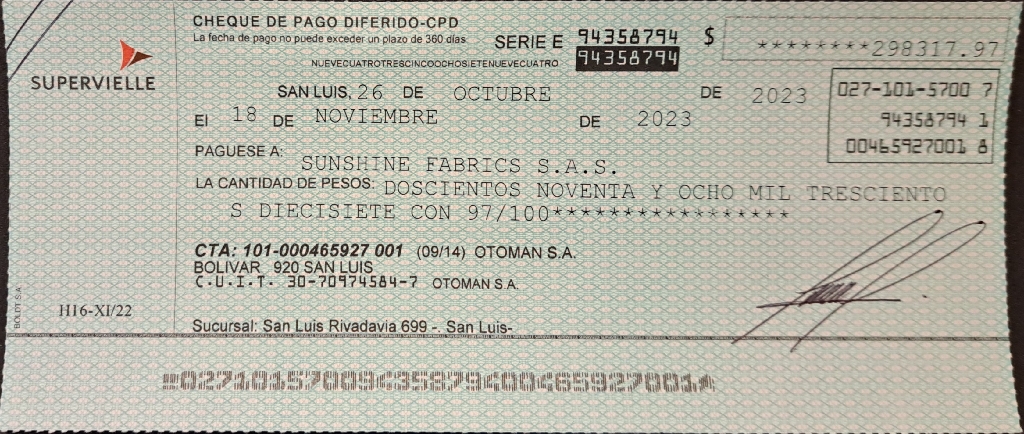 CHEQUE DE PAGO DIFERIDO-CPD
La fecha de pago no puede exceder un plazo de 360 días
SERIE E 94358794 $ ********298317.97
94358794
NUEVECUATROTRESCINCOOCHOSIETENUEVECUATRO
SUPERVIELLE
SAN LUIS, 26 DE OCTUBRE DE 2023
027-101-5700 7
El 18 DE NOVIEMBRE DE 2023
94358794 1
00465927001 8
PAGUESE A: SUNSHINE FABRICS S.A.S.
LA CANTIDAD DE PESOS: DOSCIENTOS NOVENTA Y OCHO MIL TRESCIENTO
S DIECISIETE CON 97/100*****************
CTA: 101-000465927 001 (09/14) OTOMAN S.A.
BOLIVAR 920 SAN LUIS
C.U.I.T. 30-70974584-7 OTOMAN S.A.
BOLDT S.A.
H16-XI/22
Sucursal: San Luis Rivadavia 699 -. San Luis-
02710157009435879400465927001